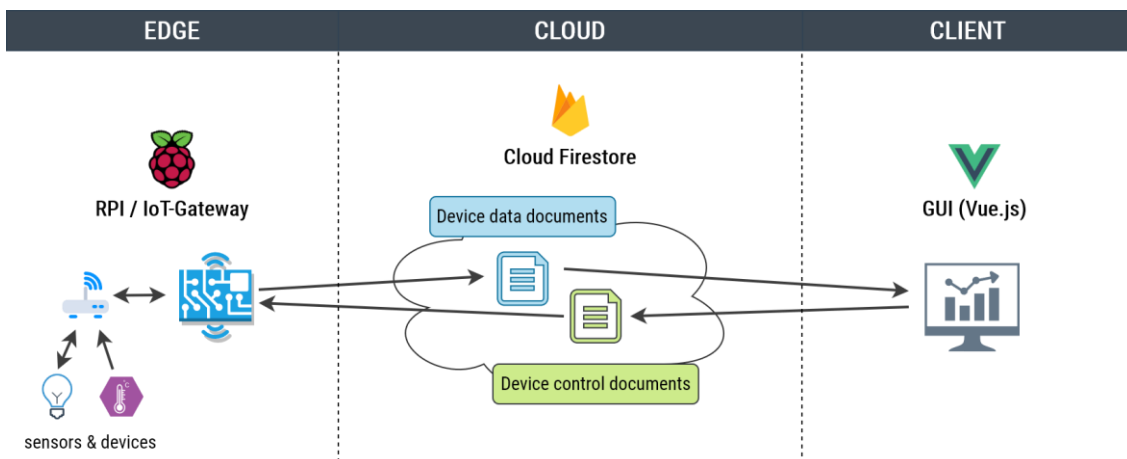 EDGE
CLOUD
CLIENT
Cloud Firestore
RPI / IoT-Gateway
GUI (Vue.js)
Device data documents
°C
Device control documents
sensors & devices